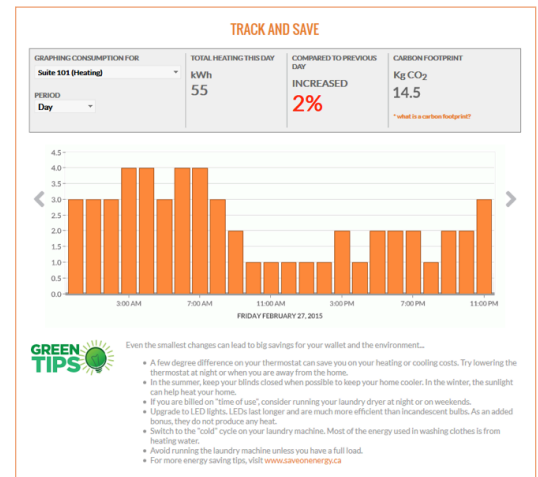 TRACK AND SAVE
GRAPHING CONSUMPTION FOR
Suite 101 (Heating)
PERIOD
Day
TOTAL HEATING THIS DAY
kWh
55
COMPARED TO PREVIOUS
DAY
INCREASED
2%
CARBON FOOTPRINT
Kg CO2
14.5
* what is a carbon footprint?
4.5
4.0
3.5
3.0
2.5
2.0
1.5
1.0
0.5
0.0
3:00 AM 7:00 AM 11:00 AM 3:00 PM 7:00 PM 11:00 PM
FRIDAY FEBRUARY 27, 2015
GREEN
TIPS
Even the smallest changes can lead to big savings for your wallet and the environment...
• A few degree difference on your thermostat can save you on your heating or cooling costs. Try lowering the
thermostat at night or when you are away from the home.
• In the summer, keep your blinds closed when possible to keep your home cooler. In the winter, the sunlight
can help heat your home.
• If you are billed on "time of use", consider running your laundry dryer at night or on weekends.
• Upgrade to LED lights. LEDs last longer and are much more efficient than incandescent bulbs. As an added
bonus, they do not produce any heat.
• Switch to the "cold" cycle on your laundry machine. Most of the energy used in washing clothes is from
heating water.
• Avoid running the laundry machine unless you have a full load.
• For more energy saving tips, visit www.saveonenergy.ca